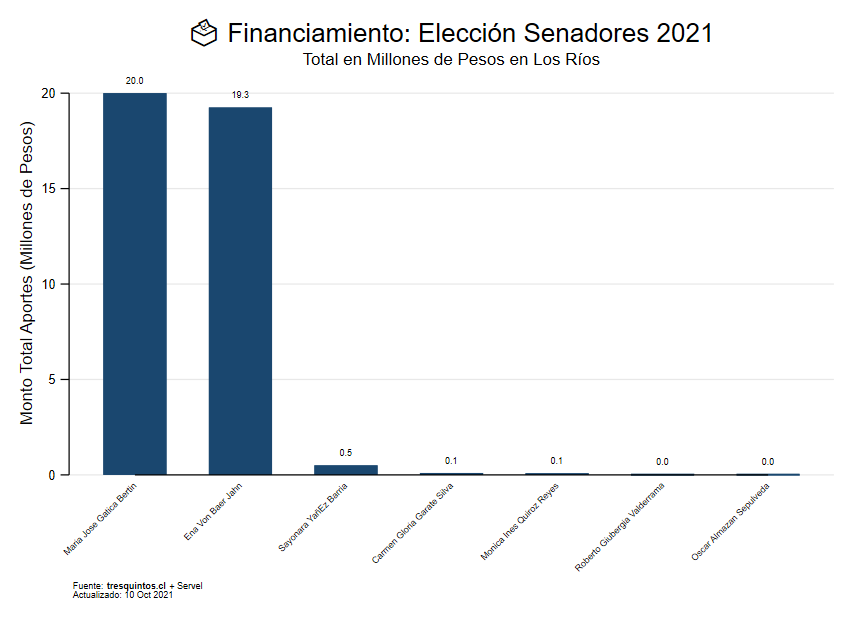 Financiamiento: Elección Senadores 2021
Total en Millones de Pesos en Los Ríos
Monto Total Aportes (Millones de Pesos)
20
15
10
5
0
20.0
19.3
0.5
0.1
0.1
0.0
0.0
Maria Jose Gatica Bertin
Ena Von Baer Jahn
Sayonara YañEz Barria
Carmen Gloria Garate Silva
Monica Ines Quiroz Reyes
Roberto Giubergia Valderrama
Oscar Almazan Sepulveda
Fuente: tresquintos.cl + Servel
Actualizado: 10 Oct 2021